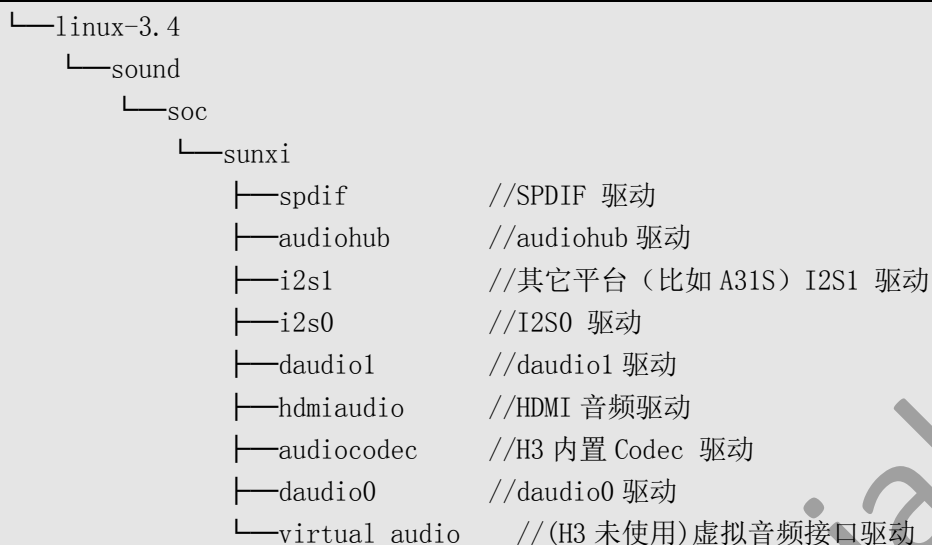 └──linux-3.4
└──sound
└──soc
└──sunxi
├──spdif //SPDIF 驱动
├──audiohub //audiohub 驱动
├──i2s1 //其它平台（比如 A31S）I2S1 驱动
├──i2s0 //I2S0 驱动
├──daudio1 //daudio1 驱动
├──hdmiaudio //HDMI 音频驱动
├──audiocodec //H3 内置 Codec 驱动
├──daudio0 //daudio0 驱动
└──virtual audio //(H3 未使用)虚拟音频接口驱动